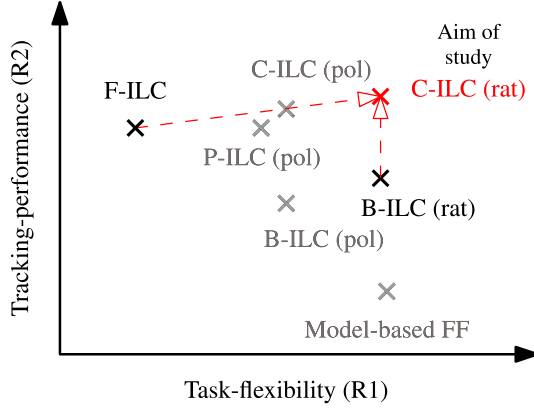 Aim of
study
C-ILC (pol)
F-ILC
C-ILC (rat)
P-ILC (pol)
B-ILC (rat)
B-ILC (pol)
Model-based FF
Tracking-performance (R2)
Task-flexibility (R1)